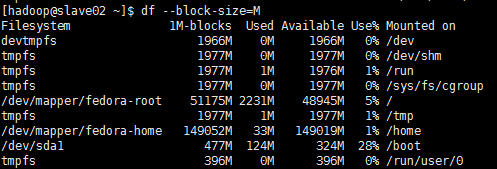 [hadoop@slave02 ~]$ df --block-size=M
Filesystem 1M-blocks Used Available Use% Mounted on
devtmpfs 1966M 0M 1966M 0% /dev
tmpfs 1977M 0M 1977M 0% /dev/shm
tmpfs 1977M 1M 1976M 1% /run
tmpfs 1977M 0M 1977M 0% /sys/fs/cgroup
/dev/mapper/fedora-root 51175M 2231M 48945M 5% /
tmpfs 1977M 1M 1977M 1% /tmp
/dev/mapper/fedora-home 149052M 33M 149019M 1% /home
/dev/sda1 477M 124M 324M 28% /boot
tmpfs 396M 0M 396M 0% /run/user/0